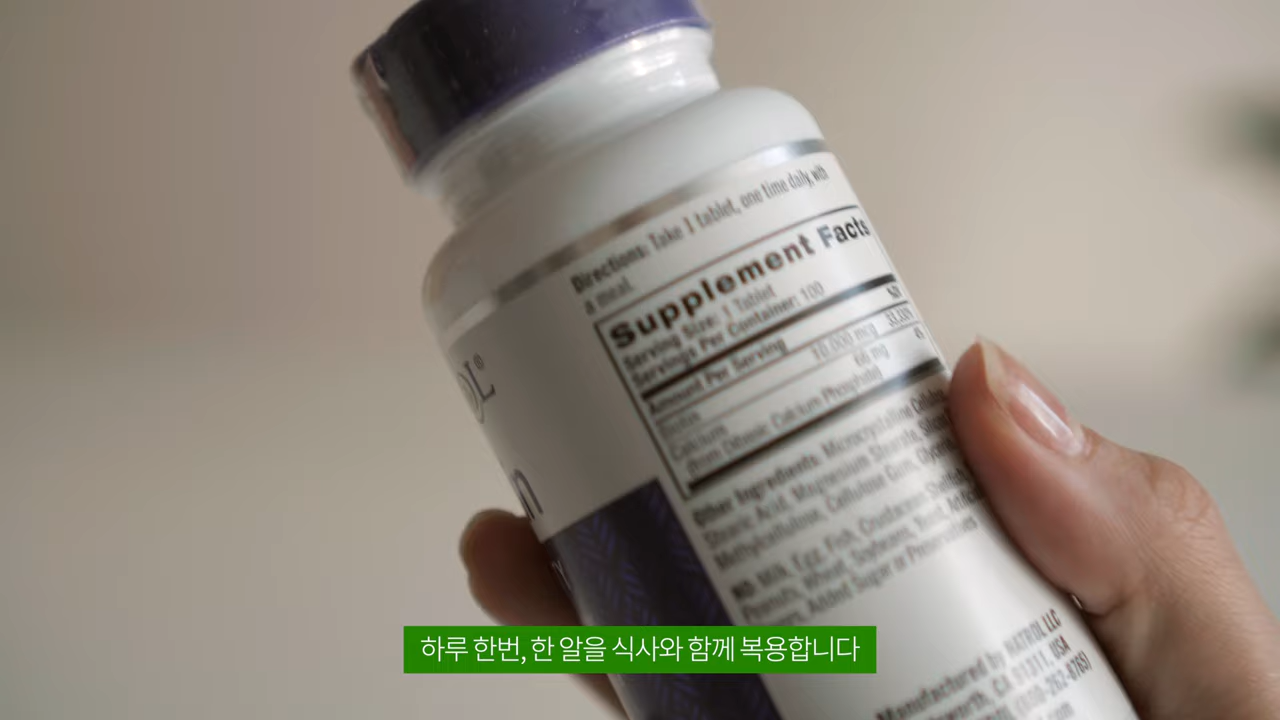 Directions: Take 1 tablet, one time daily, with
a meal.
Supplement Facts
Serving Size: 1 Tablet
Servings Per Container: 100
Amount Per Serving
Biotin 10,000 mcg
Calcium 66 mg 4%
(from Dibasic Calcium Phosphate)
Other Ingredients: Microcrystalline Cellulose,
Stearic Acid, Magnesium Stearate,
Methylcellulose, Cellulose Gum,
NO: Milk, Egg, Fish, Crustacean Shellfish,
Peanuts, Wheat, Soybeans, Yeast,
Added Sugar or Preservatives
OL®
n
Manufactured by NATROL LLC
CA 91311, USA
하루 한번, 한 알을 식사와 함께 복용합니다